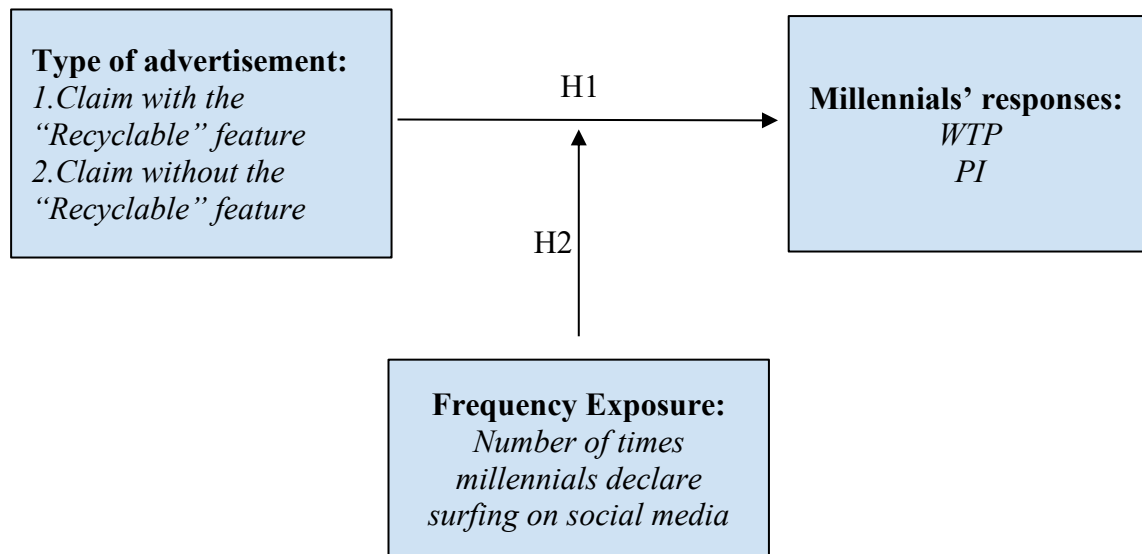 Type of advertisement:
1.Claim with the
“Recyclable” feature
2.Claim without the
“Recyclable” feature
H1
Millennials’ responses:
WTP
PI
H2
Frequency Exposure:
Number of times
millennials declare
surfing on social media